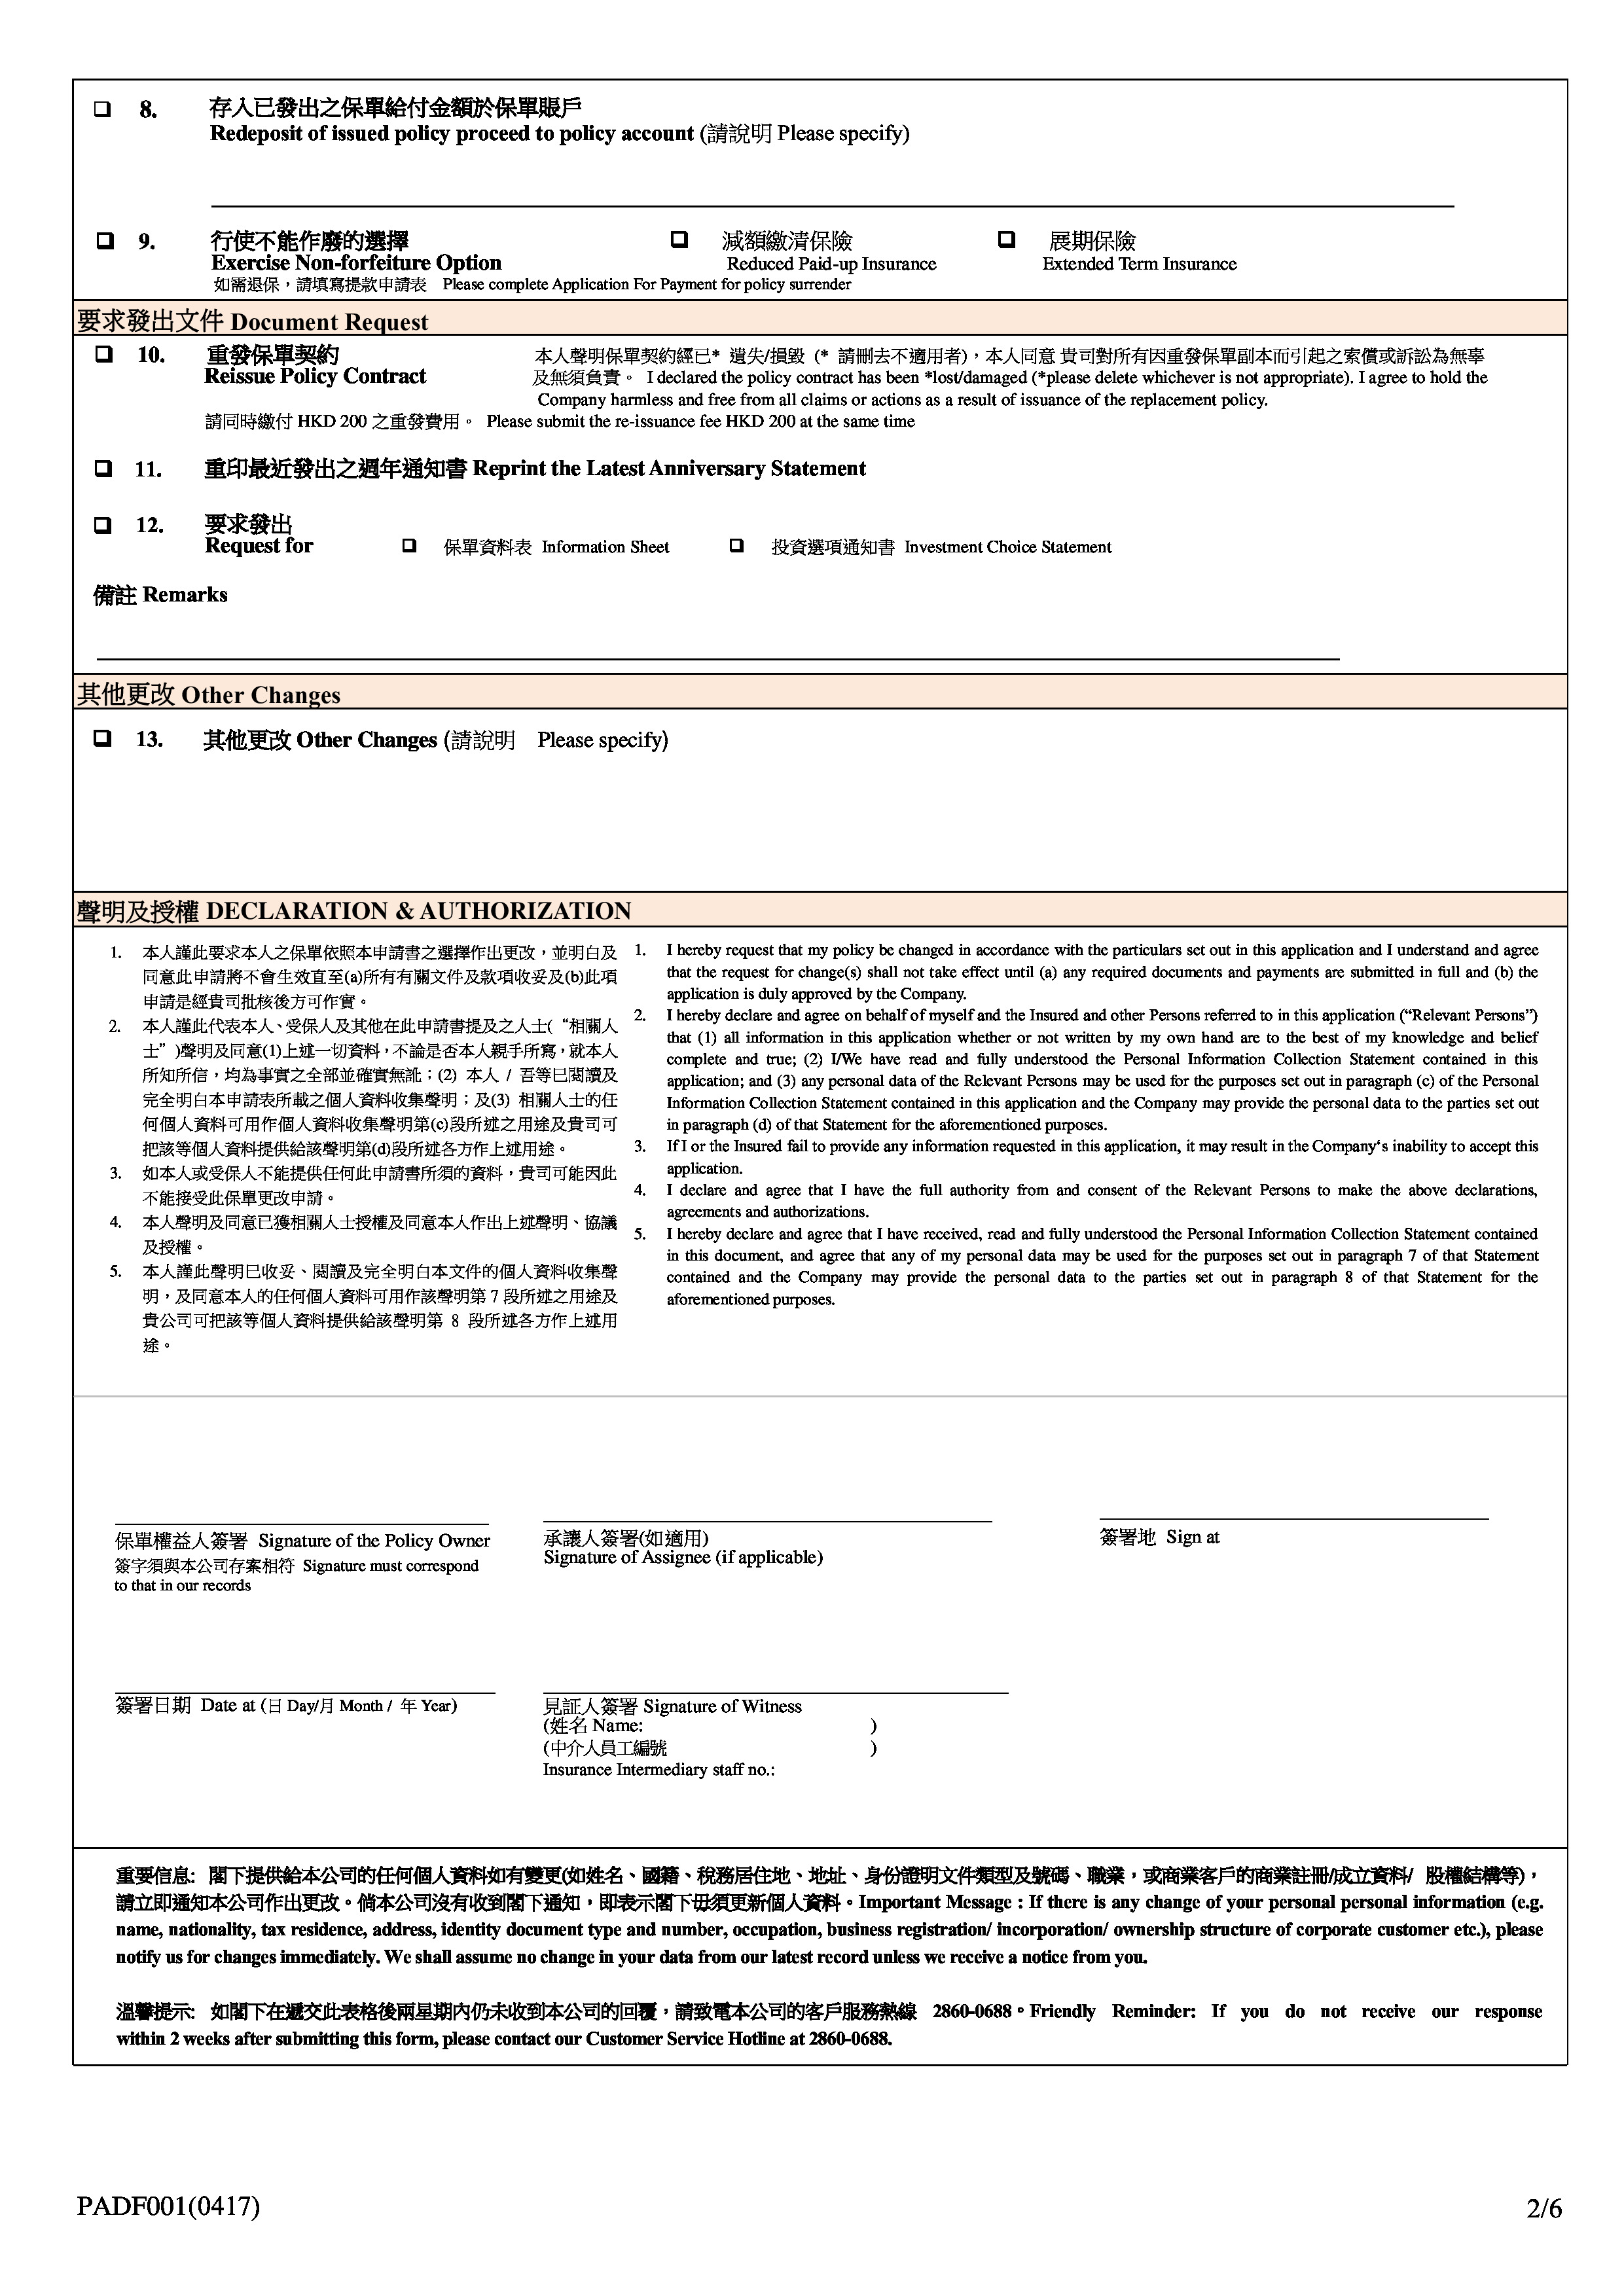 ❑ 8. 存入已發出之保單給付金額於保單賬戶
Redeposit of issued policy proceed to policy account (請說明 Please specify)
❑ 9. 行使不能作廢的選擇 ❑ 減額繳清保險 ❑ 展期保險
Exercise Non-forfeiture Option Reduced Paid-up Insurance Extended Term Insurance
如需退保，請填寫提款申請表 Please complete Application For Payment for policy surrender
要求發出文件 Document Request
❑ 10. 重發保單契約 本人聲明保單契約經已* 遺失/損毀 (* 請刪去不適用者)，本人同意 貴司對所有因重發保單副本而引起之索償或訴訟為無辜
Reissue Policy Contract 及無須負責。 I declared the policy contract has been *lost/damaged (*please delete whichever is not appropriate). I agree to hold the
Company harmless and free from all claims or actions as a result of issuance of the replacement policy.
請同時繳付 HKD 200 之重發費用。 Please submit the re-issuance fee HKD 200 at the same time
❑ 11. 重印最近發出之週年通知書 Reprint the Latest Anniversary Statement
❑ 12. 要求發出
Request for ❑ 保單資料表 Information Sheet ❑ 投資選項通知書 Investment Choice Statement
備註 Remarks
其他更改 Other Changes
❑ 13. 其他更改 Other Changes (請說明 Please specify)
聲明及授權 DECLARATION & AUTHORIZATION
1. 本人謹此要求本人之保單依照本申請書之選擇作出更改，並明白及
同意此申請將不會生效直至(a)所有有關文件及款項收妥及(b)此項
申請是經貴司批核後方可作實。
2. 本人謹此代表本人、受保人及其他在此申請書提及之人士( “相關人
士” )聲明及同意(1)上述一切資料，不論是否本人親手所寫，就本人
所知所信，均為事實之全部並確實無訛；(2) 本人 / 吾等已閱讀及
完全明白本申請表所載之個人資料收集聲明；及(3) 相關人士的任
何個人資料可用作個人資料收集聲明第(c)段所述之用途及貴司可
把該等個人資料提供給該聲明第(d)段所述各方作上述用途。
3. 如本人或受保人不能提供任何此申請書所須的資料，貴司可能因此
不能接受此保單更改申請。
4. 本人聲明及同意已獲相關人士授權及同意本人作出上述聲明、協議
及授權。
5. 本人謹此聲明已收妥、閱讀及完全明白本文件的個人資料收集聲
明，及同意本人的任何個人資料可用作該聲明第 7 段所述之用途及
貴公司可把該等個人資料提供給該聲明第 8 段所述各方作上述用
途。
1. I hereby request that my policy be changed in accordance with the particulars set out in this application and I understand and agree
that the request for change(s) shall not take effect until (a) any required documents and payments are submitted in full and (b) the
application is duly approved by the Company.
2. I hereby declare and agree on behalf of myself and the Insured and other Persons referred to in this application (“Relevant Persons”)
that (1) all information in this application whether or not written by my own hand are to the best of my knowledge and belief
complete and true; (2) I/We have read and fully understood the Personal Information Collection Statement contained in this
application; and (3) any personal data of the Relevant Persons may be used for the purposes set out in paragraph (c) of the Personal
Information Collection Statement contained in this application and the Company may provide the personal data to the parties set out
in paragraph (d) of that Statement for the aforementioned purposes.
3. If I or the Insured fail to provide any information requested in this application, it may result in the Company‘s inability to accept this
application.
4. I declare and agree that I have the full authority from and consent of the Relevant Persons to make the above declarations,
agreements and authorizations.
5. I hereby declare and agree that I have received, read and fully understood the Personal Information Collection Statement contained
in this document, and agree that any of my personal data may be used for the purposes set out in paragraph 7 of that Statement
contained and the Company may provide the personal data to the parties set out in paragraph 8 of that Statement for the
aforementioned purposes.
保單權益人簽署 Signature of the Policy Owner
簽字須與本公司存案相符 Signature must correspond
to that in our records
承讓人簽署(如適用)
Signature of Assignee (if applicable)
簽署地 Sign at
簽署日期 Date at (日 Day/月 Month / 年 Year)
見証人簽署 Signature of Witness
(姓名 Name: )
(中介人員工編號 )
Insurance Intermediary staff no.:
重要信息: 閣下提供給本公司的任何個人資料如有變更(如姓名、國籍、稅務居住地、地址、身份證明文件類型及號碼、職業，或商業客戶的商業註冊/成立資料/ 股權結構等)，
請立即通知本公司作出更改。倘本公司沒有收到閣下通知，即表示閣下毋須更新個人資料。Important Message : If there is any change of your personal personal information (e.g.
name, nationality, tax residence, address, identity document type and number, occupation, business registration/ incorporation/ ownership structure of corporate customer etc.), please
notify us for changes immediately. We shall assume no change in your data from our latest record unless we receive a notice from you.
溫馨提示: 如閣下在遞交此表格後兩星期内仍未收到本公司的回覆，請致電本公司的客戶服務熱線 2860-0688。Friendly Reminder: If you do not receive our response
within 2 weeks after submitting this form, please contact our Customer Service Hotline at 2860-0688.
PADF001(0417)
2/6